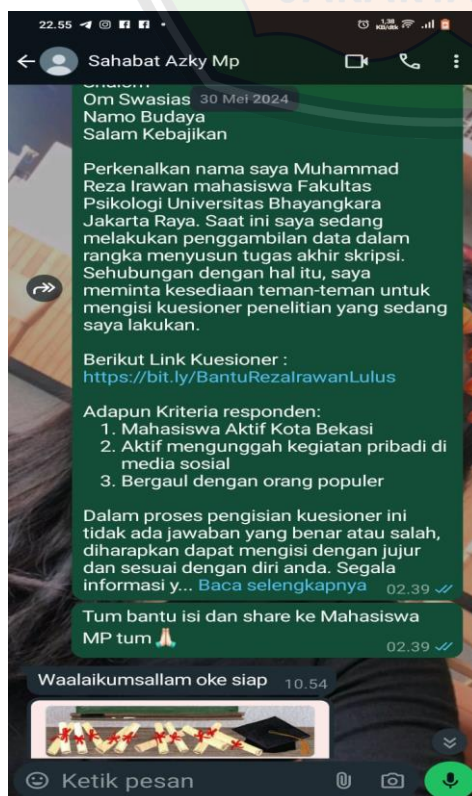 22.55
1,38 KB/dtk
Sahabat Azky Mp
30 Mei 2024
Om Swasias
Namo Budaya
Salam Kebajikan
Perkenalkan nama saya Muhammad
Reza Irawan mahasiswa Fakultas
Psikologi Universitas Bhayangkara
Jakarta Raya. Saat ini saya sedang
melakukan penggambilan data dalam
rangka menyusun tugas akhir skripsi.
Sehubungan dengan hal itu, saya
meminta kesediaan teman-teman untuk
mengisi kuesioner penelitian yang sedang
saya lakukan.
Berikut Link Kuesioner :
https://bit.ly/BantuRezaIrawanLulus
Adapun Kriteria responden:
1. Mahasiswa Aktif Kota Bekasi
2. Aktif mengunggah kegiatan pribadi di
media sosial
3. Bergaul dengan orang populer
Dalam proses pengisian kuesioner ini
tidak ada jawaban yang benar atau salah,
diharapkan dapat mengisi dengan jujur
dan sesuai dengan diri anda. Segala
informasi y... Baca selengkapnya 02.39
Tum bantu isi dan share ke Mahasiswa
MP tum 🙏🏻
02.39
Waalaikumsallam oke siap 10.54
Ketik pesan